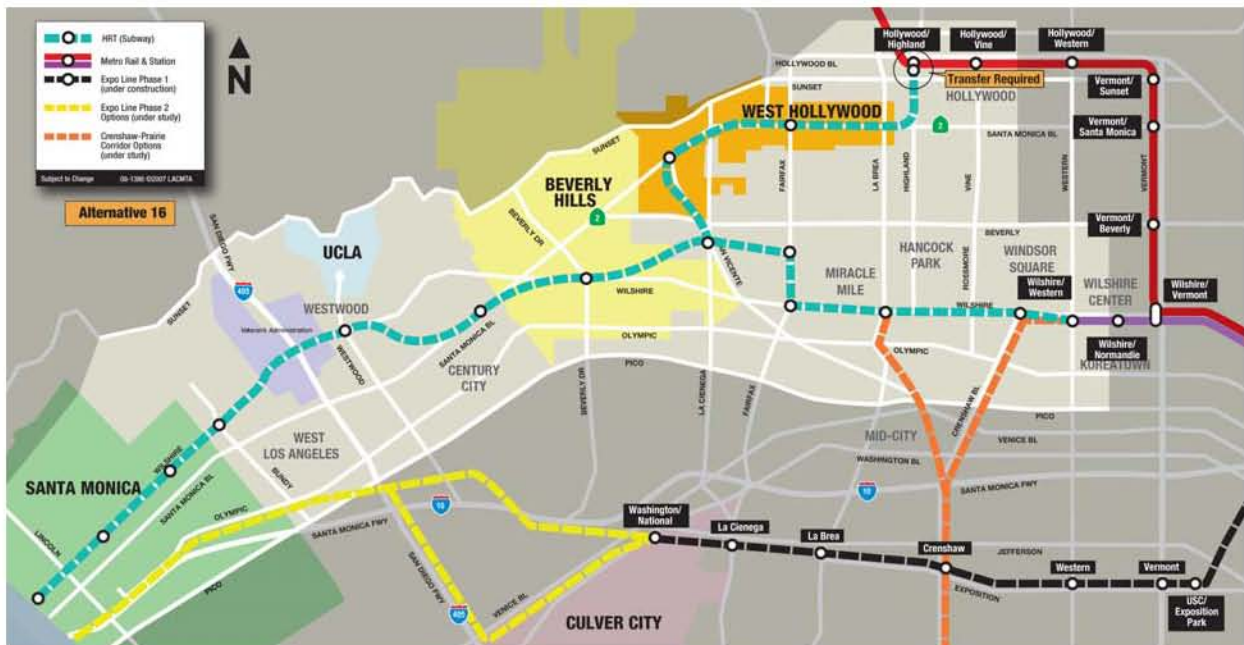 HRT (Subway)
Metro Rail & Station
Expo Line Phase 1
(under construction)
Expo Line Phase 2
Options (under study)
Crenshaw-Prairie
Corridor Options
(under study)
Subject to Change
©2007 LACMTA
Alternative 16
N
Hollywood/
Highland
Hollywood/
Vine
Hollywood/
Western
HOLLYWOOD BL
Transfer Required
SUNSET
HOLLYWOOD
Vermont/
Sunset
WEST HOLLYWOOD
2
SANTA MONICA BL
Vermont/
Santa Monica
SUNSET
FAIRFAX
LA BREA
HIGHLAND
VINE
WESTERN
VERMONT
BEVERLY
HILLS
2
BEVERLY DR
SAN DIEGO FWY
UCLA
BEVERLY
Vermont/
Beverly
VICENTE
HANCOCK
PARK
ROSSMORE
WINDSOR
SQUARE
MIRACLE
MILE
WILSHIRE
Wilshire/
Western
WILSHIRE
CENTER
Wilshire/
Vermont
405
SUNSET
WESTWOOD
Veterans Administration
WILSHIRE
SANTA MONICA BL
OLYMPIC
PICO
OLYMPIC
Wilshire/
Normandie
KOREATOWN
WESTWOOD
CENTURY
CITY
BEVERLY DR
LA CIENEGA
FAIRFAX
CRENSHAW BL
PICO
MID-CITY
VENICE BL
WASHINGTON BL
WEST
LOS ANGELES
BUNDY
WILSHIRE
SANTA MONICA BL
SANTA MONICA
OLYMPIC
10
10
SANTA MONICA FWY
SANTA MONICA FWY
LINCOLN
PICO
Washington/
National
La Cienega
La Brea
Crenshaw
JEFFERSON
Western
Vermont
EXPOSITION
USC/
Exposition
Park
SAN DIEGO FWY
405
VENICE BL
CULVER CITY